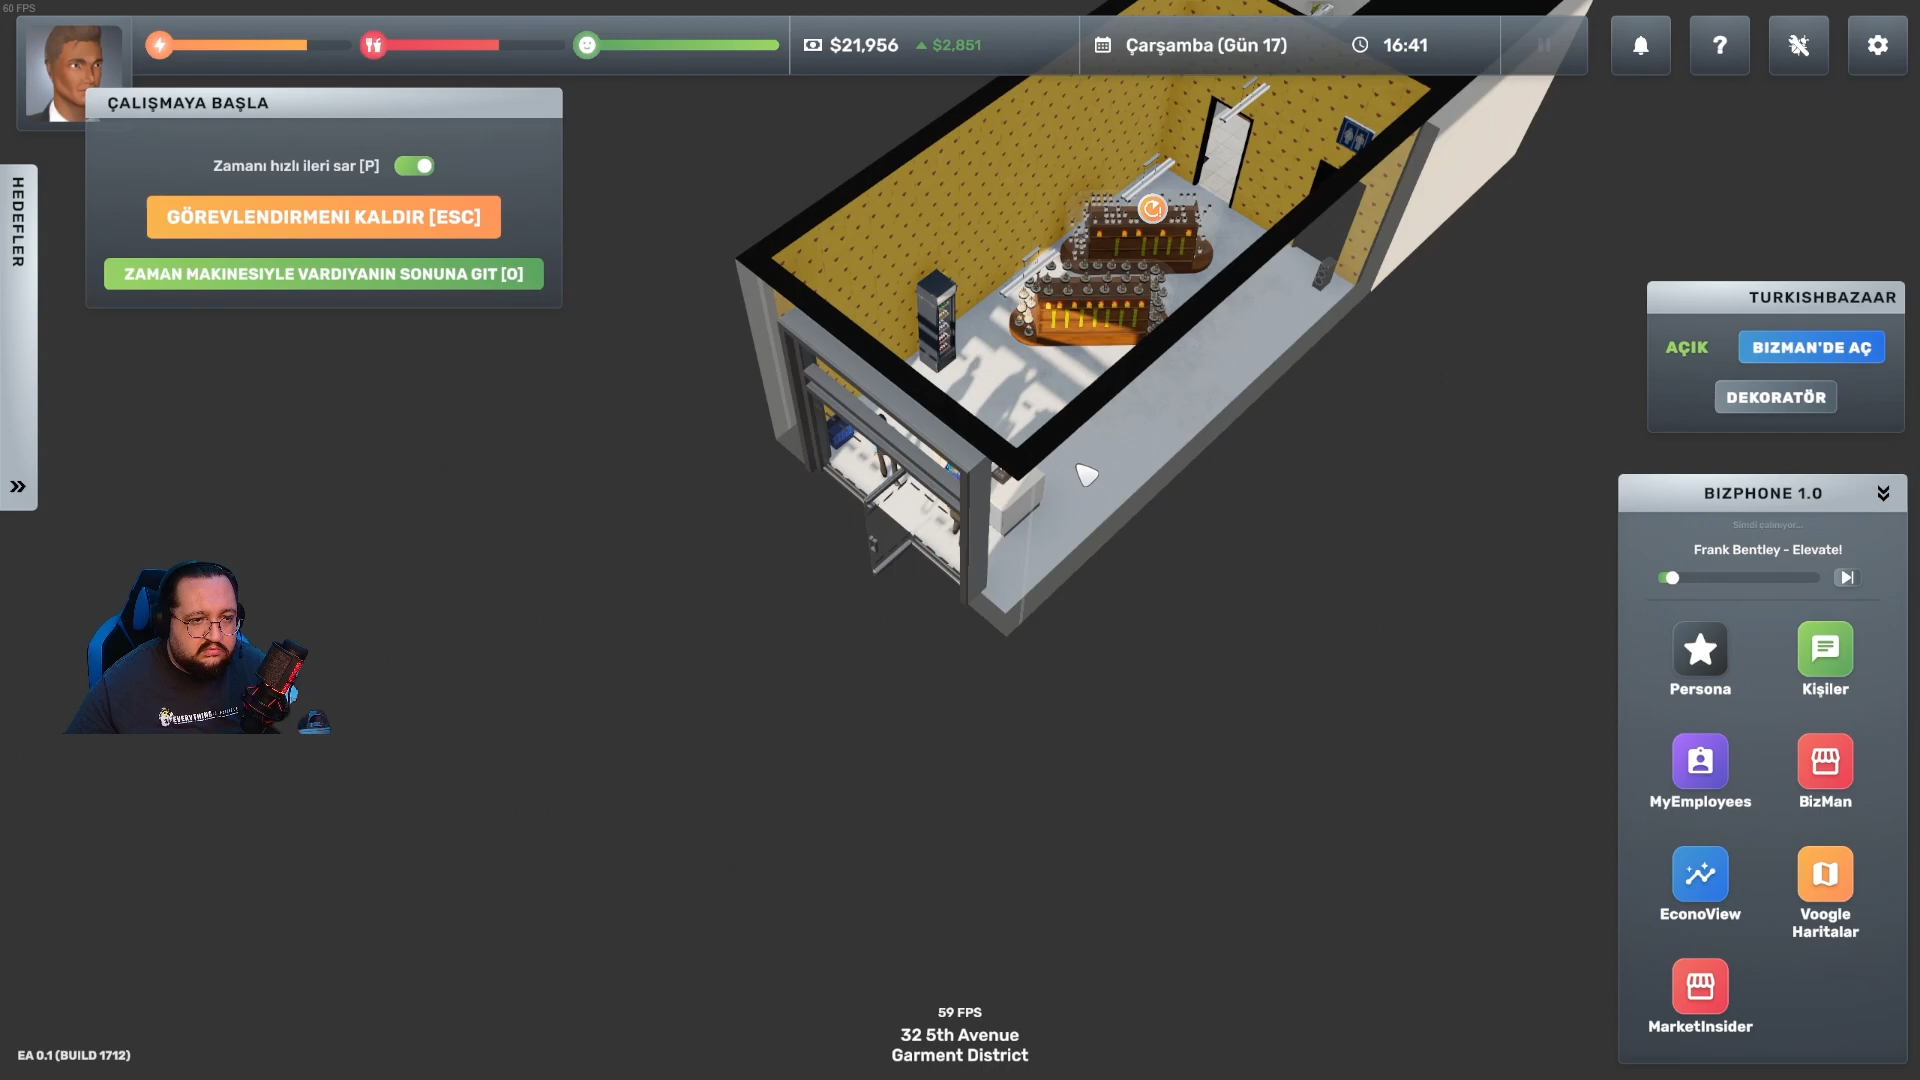 60 FPS
$21,956
$2,851
Çarşamba (Gün 17)
16:41
?
ÇALIŞMAYA BAŞLA
Zamanı hızlı ileri sar [P]
GÖREVLENDIRMENI KALDIR [ESC]
ZAMAN MAKINESIYLE VARDIYANIN SONUNA GIT [O]
HEDEFLER
TURKISHBAZAAR
AÇIK
BIZMAN'DE AÇ
DEKORATÖR
BIZPHONE 1.0
Şimdi çalınıyor...
Frank Bentley - Elevate!
Persona
Kişiler
MyEmployees
BizMan
EconoView
Voogle
Haritalar
MarketInsider
EVERYTHING
59 FPS
32 5th Avenue
Garment District
EA 0.1 (BUILD 1712)